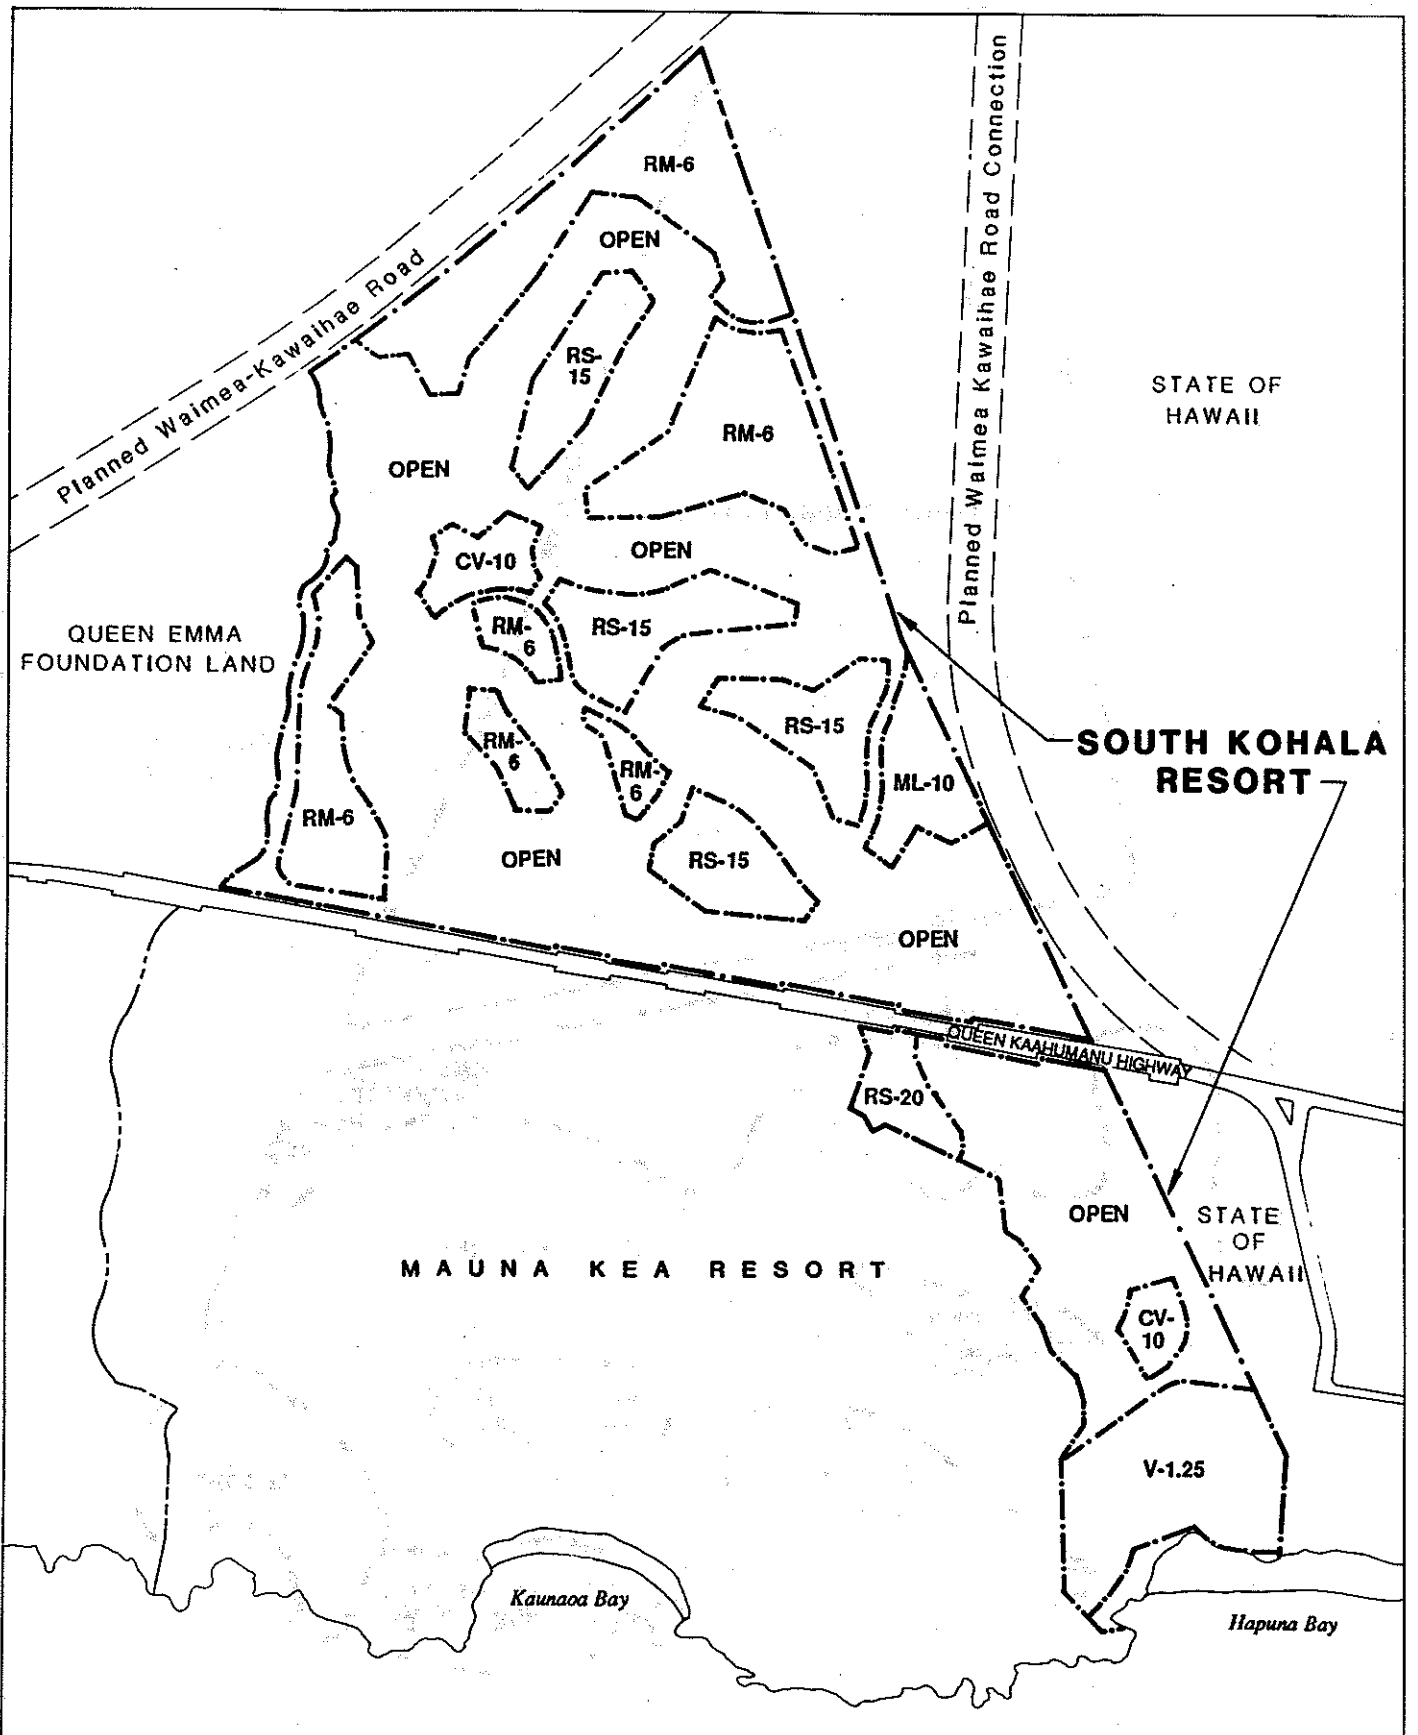 Planned Waimea-Kawaihae Road
Planned Waimea Kawaihae Road Connection
RM-6
OPEN
RS-
15
RM-6
STATE OF
HAWAII
OPEN
OPEN
CV-10
RM-
6
RS-15
QUEEN EMMA
FOUNDATION LAND
RS-15
RM-
6
RM-
6
ML-10
SOUTH KOHALA
RESORT
RM-6
OPEN
RS-15
OPEN
QUEEN KAAHUMANU HIGHWAY
RS-20
OPEN
STATE
OF
HAWAII
MAUNA KEA RESORT
CV-
10
V-1.25
Kaunaoa Bay
Hapuna Bay